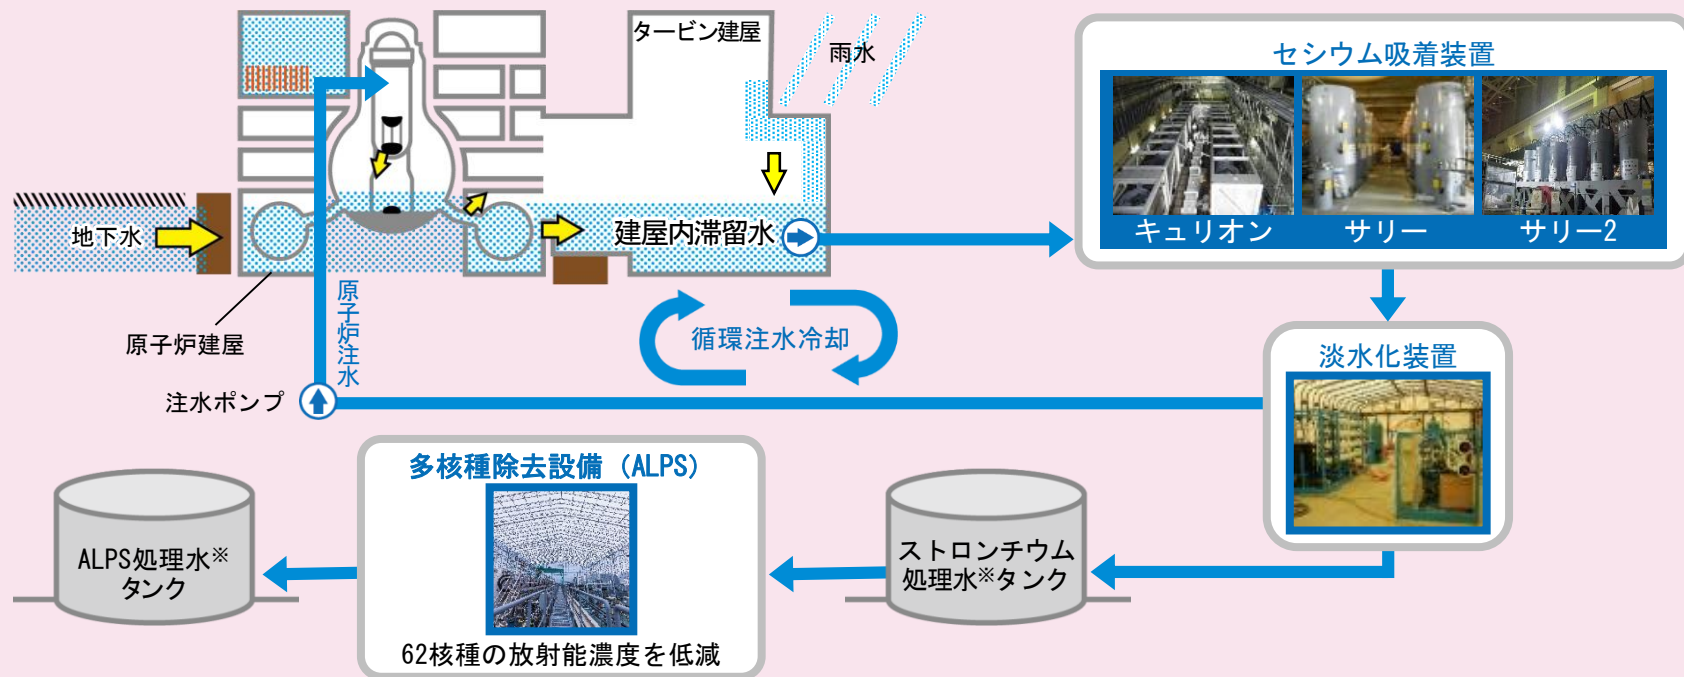 タービン建屋
雨水
セシウム吸着装置
キュリオン
サリー
サリー2
地下水
建屋内滞留水
原子炉建屋
原子炉注水
循環注水冷却
淡水化装置
注水ポンプ
多核種除去設備（ALPS）
62核種の放射能濃度を低減
ストロンチウム
処理水※タンク
ALPS処理水※
タンク